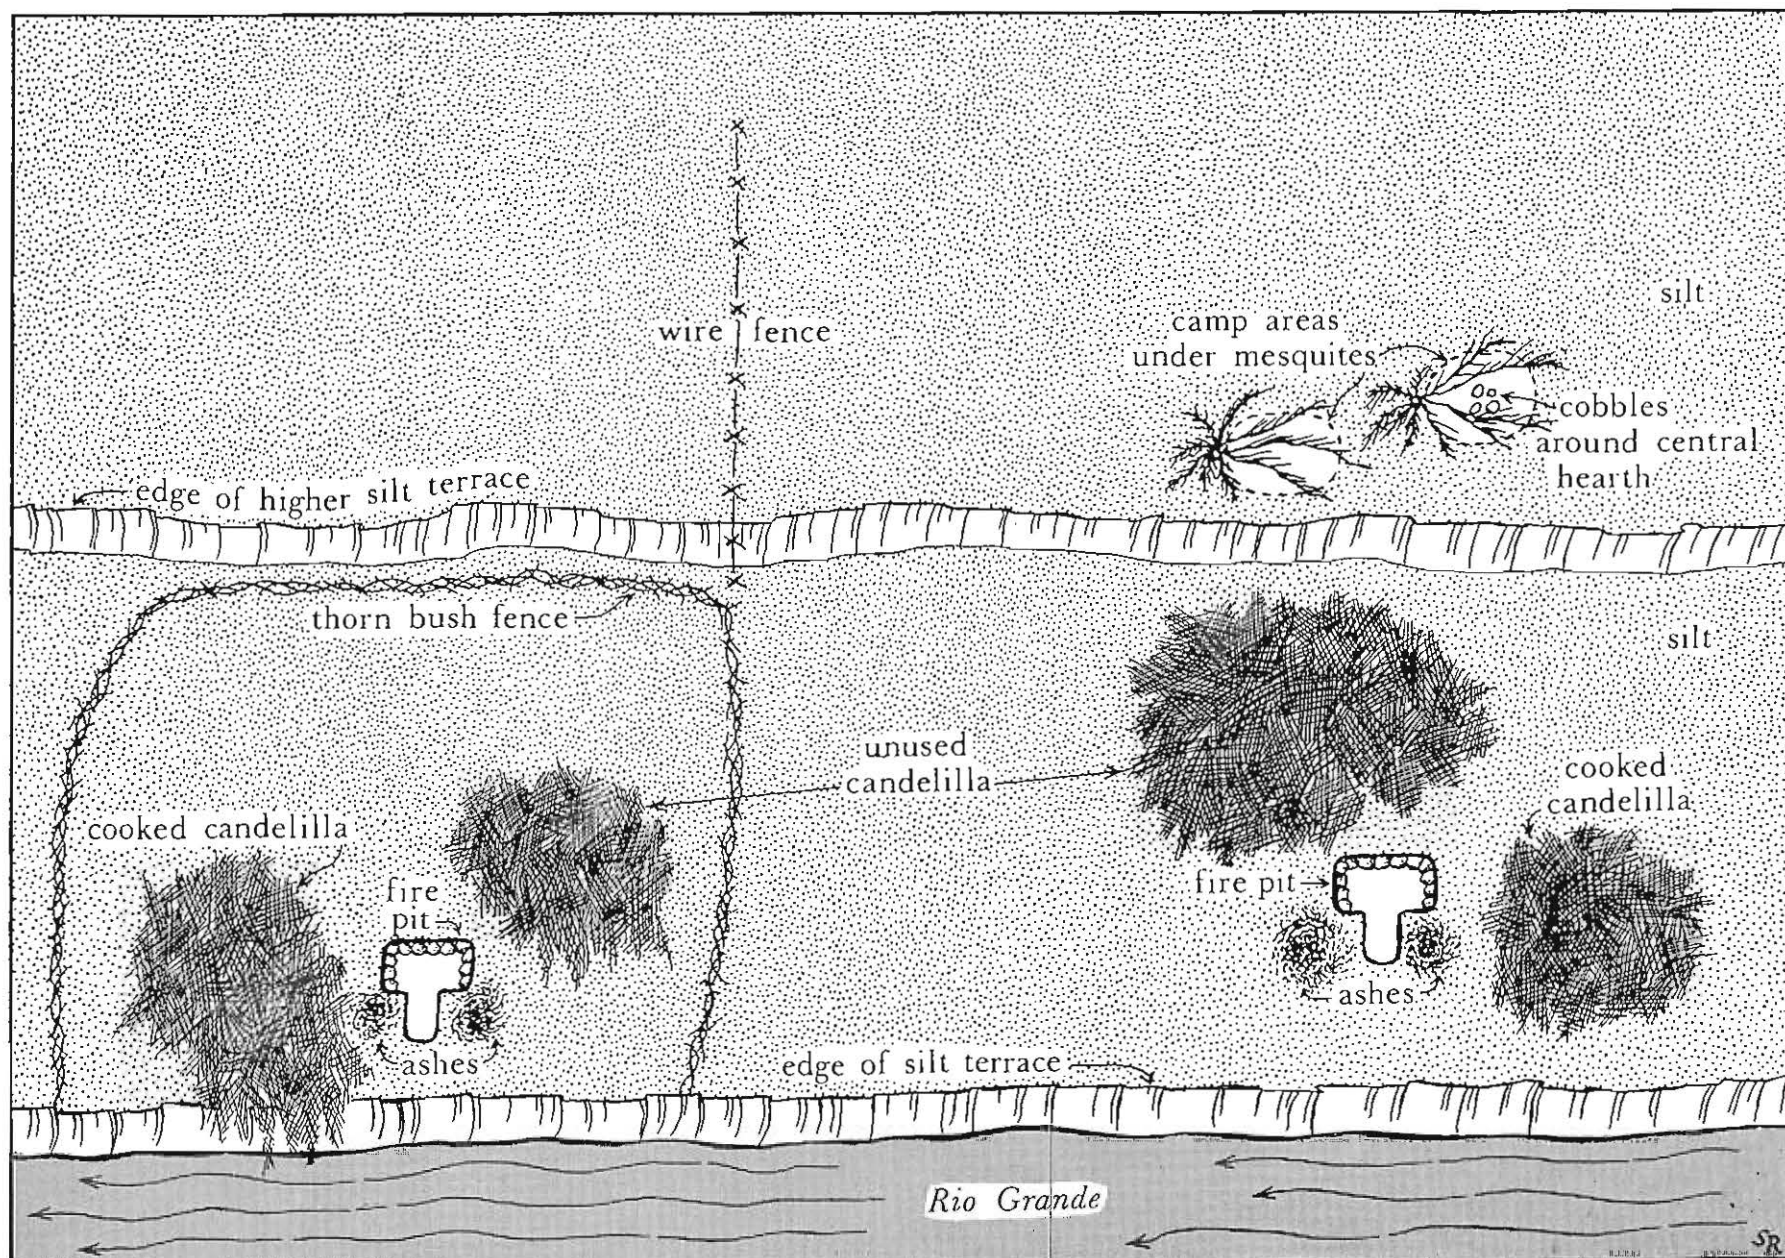 silt
camp areas
under mesquites
wire fence
cobbles
around central
hearth
edge of higher silt terrace
thorn bush fence
silt
unused
candelilla
cooked
candelilla
cooked candelilla
fire
pit
fire pit
ashes
ashes
edge of silt terrace
Rio Grande
SR